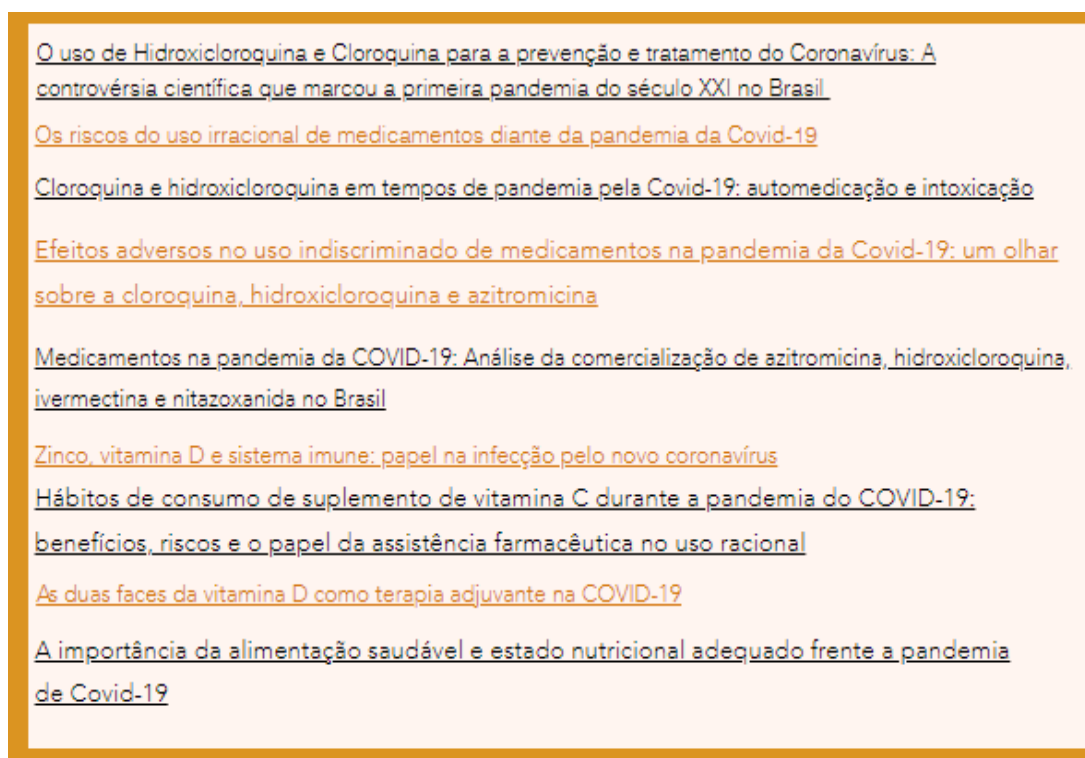 O uso de Hidroxicloroquina e Cloroquina para a prevenção e tratamento do Coronavírus: A
controvérsia científica que marcou a primeira pandemia do século XXI no Brasil
Os riscos do uso irracional de medicamentos diante da pandemia da Covid-19
Cloroquina e hidroxicloroquina em tempos de pandemia pela Covid-19: automedicação e intoxicação
Efeitos adversos no uso indiscriminado de medicamentos na pandemia da Covid-19: um olhar
sobre a cloroquina, hidroxicloroquina e azitromicina
Medicamentos na pandemia da COVID-19: Análise da comercialização de azitromicina, hidroxicloroquina,
ivermectina e nitazoxanida no Brasil
Zinco, vitamina D e sistema imune: papel na infecção pelo novo coronavírus
Hábitos de consumo de suplemento de vitamina C durante a pandemia do COVID-19:
benefícios, riscos e o papel da assistência farmacêutica no uso racional
As duas faces da vitamina D como terapia adjuvante na COVID-19
A importância da alimentação saudável e estado nutricional adequado frente a pandemia
de Covid-19